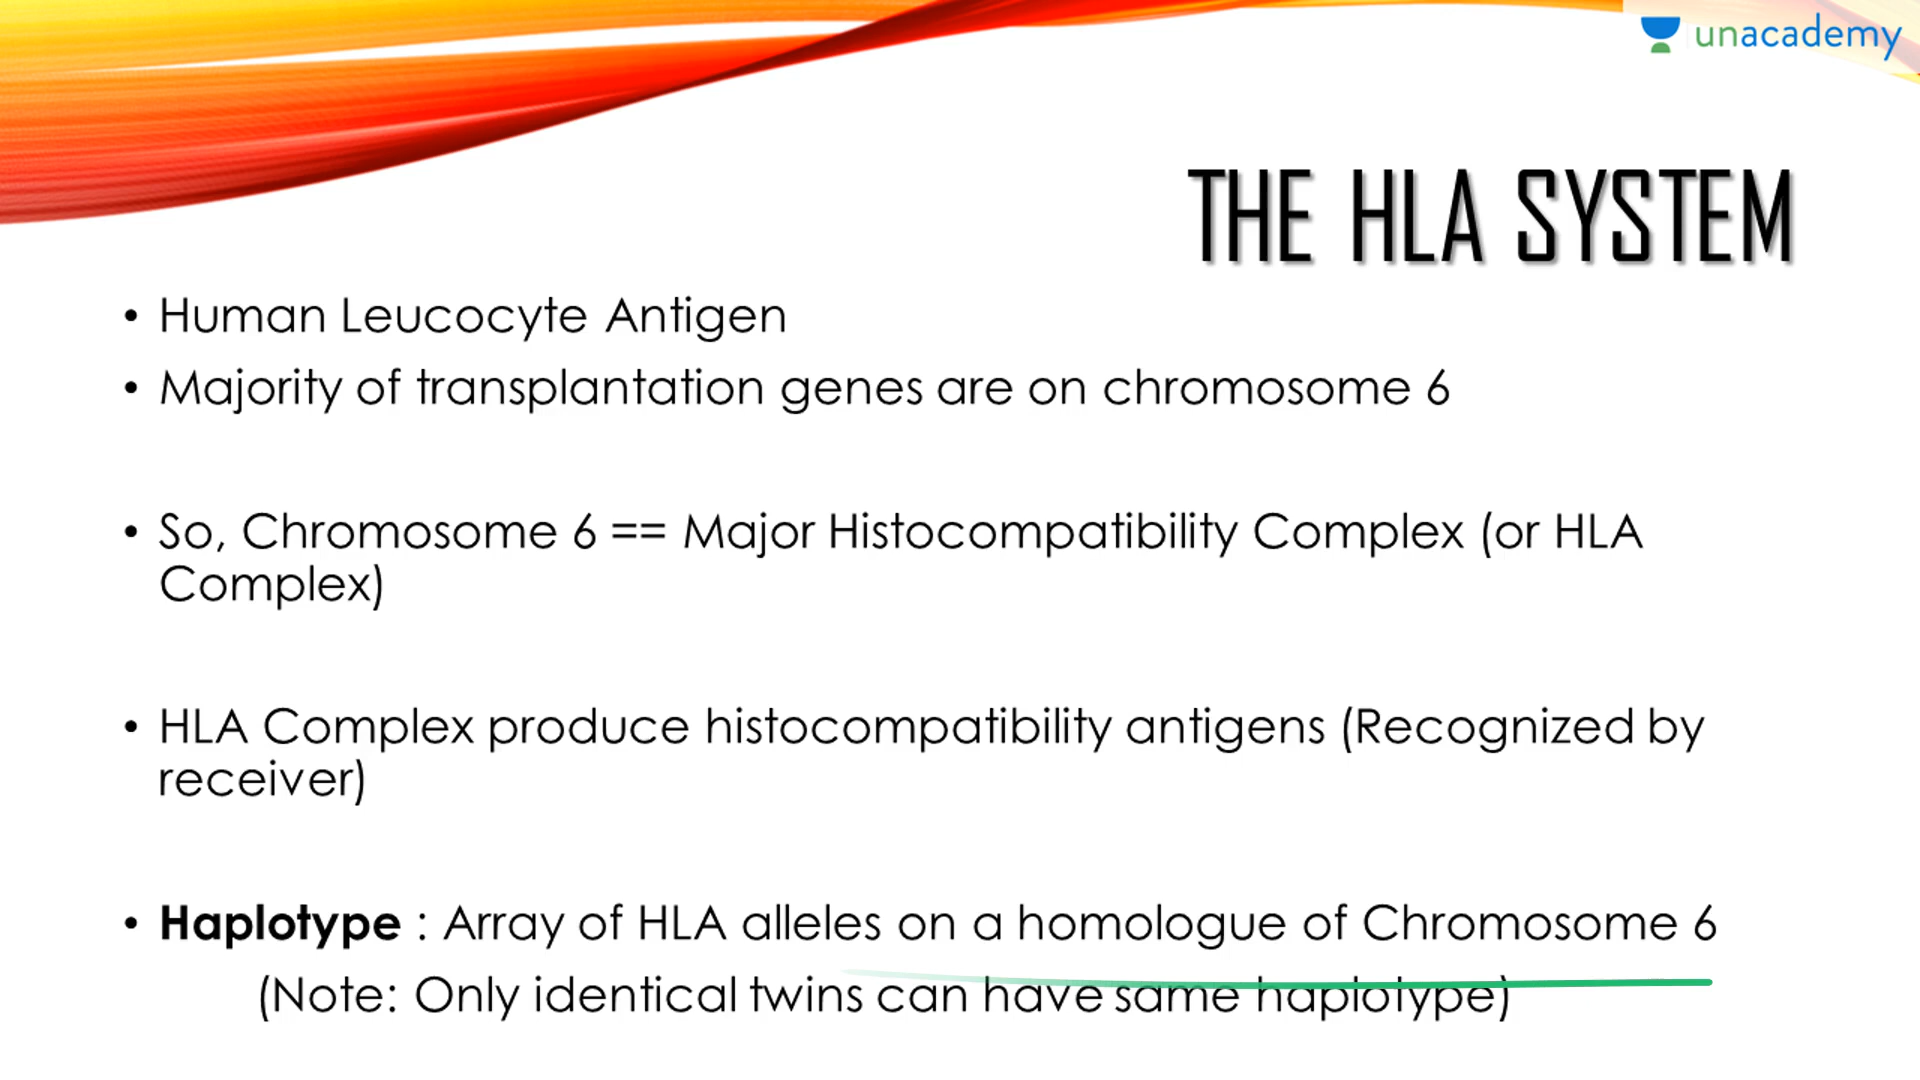 unacademy
THE HLA SYSTEM
• Human Leucocyte Antigen
• Majority of transplantation genes are on chromosome 6
• So, Chromosome 6 == Major Histocompatibility Complex (or HLA
Complex)
• HLA Complex produce histocompatibility antigens (Recognized by
receiver)
• Haplotype : Array of HLA alleles on a homologue of Chromosome 6
(Note: Only identical twins can have same haplotype)